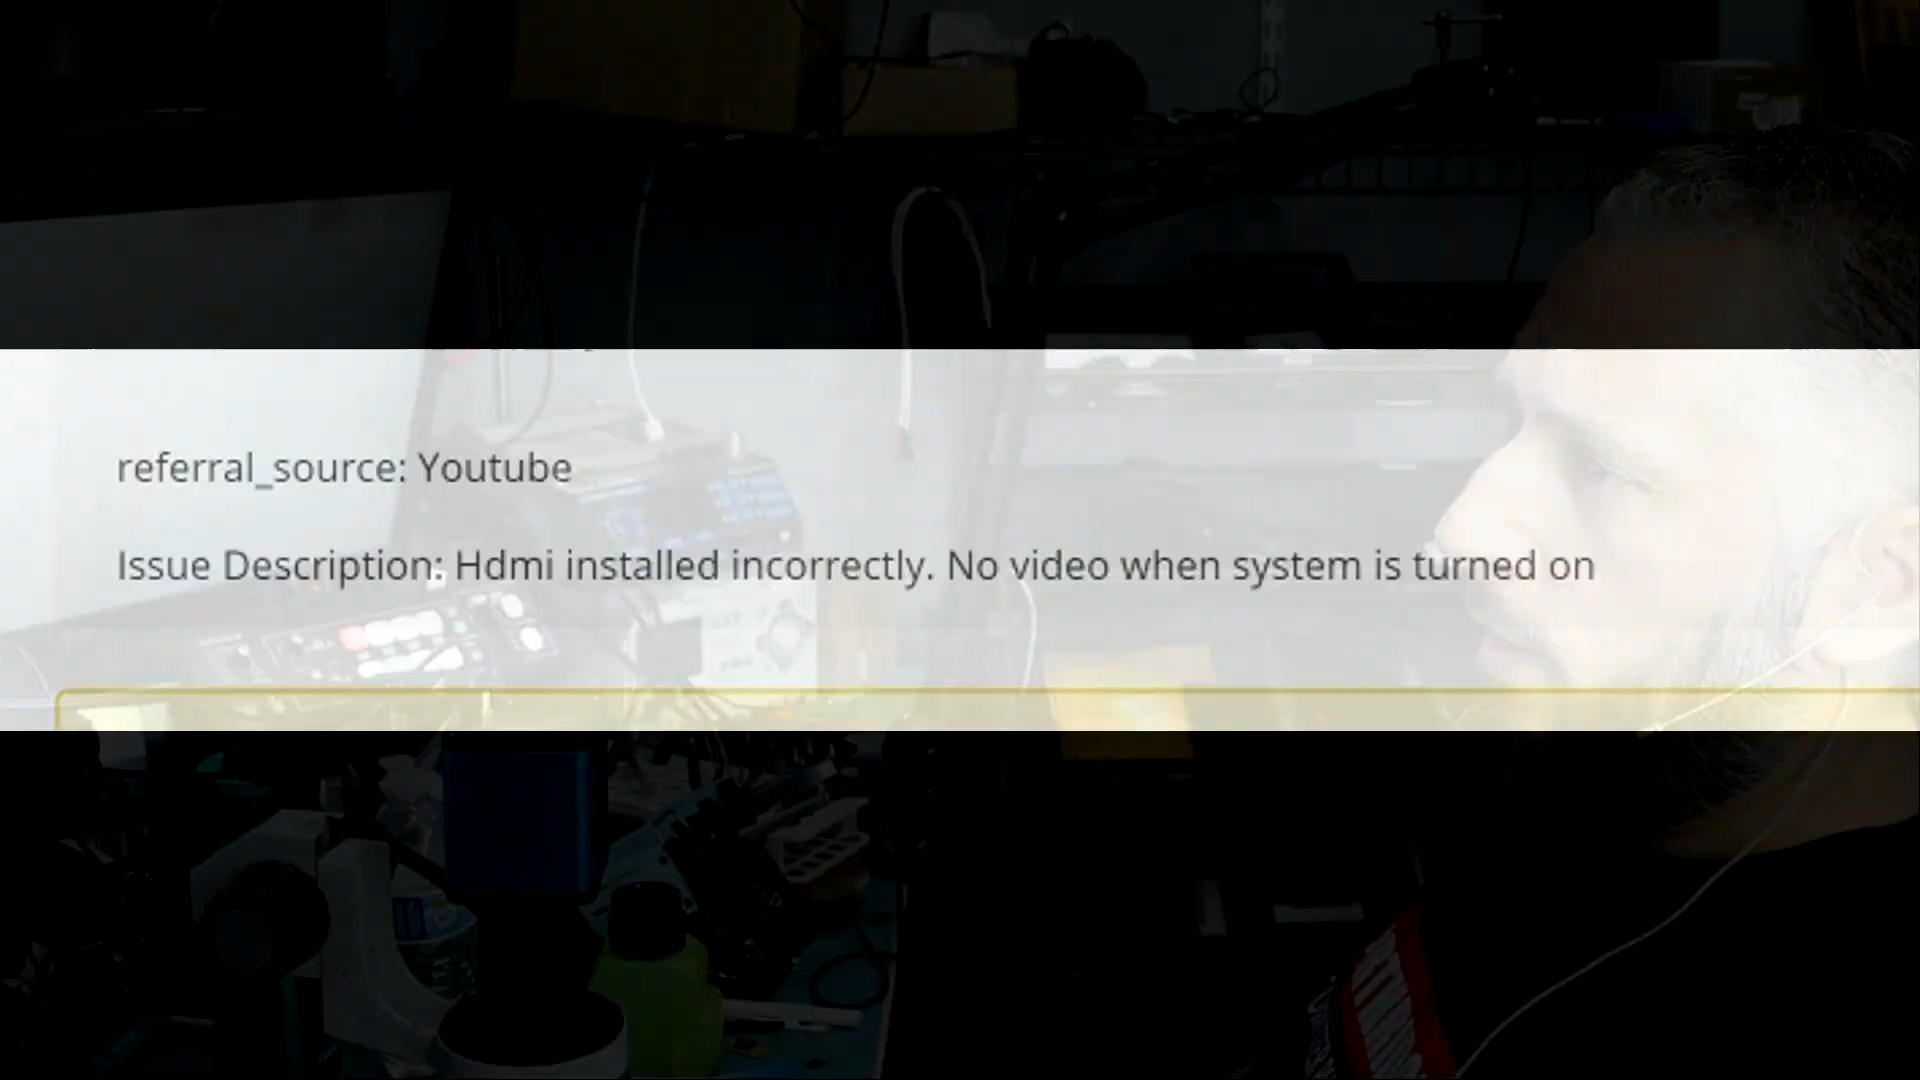 referral_source: Youtube
Issue Description: Hdmi installed incorrectly. No video when system is turned on